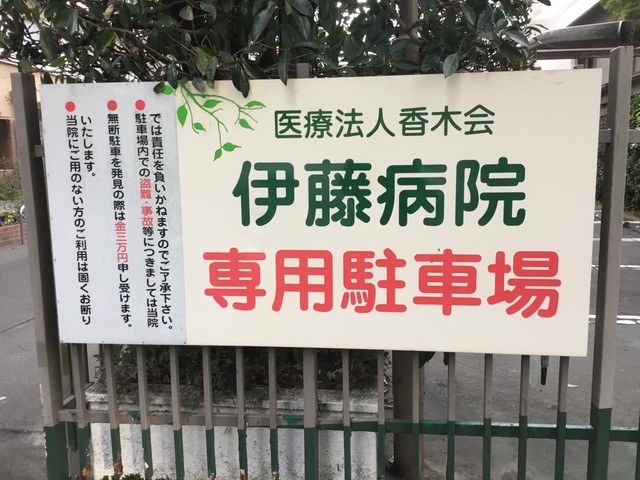 医療法人香木会
伊藤病院
専用駐車場
●駐車場内での盗難・事故等につきましては当院
では責任を負いかねますのでご了承下さい。
●無断駐車を発見の際は金三万円申し受けます。
●当院にご用のない方のご利用は固くお断り
いたします。